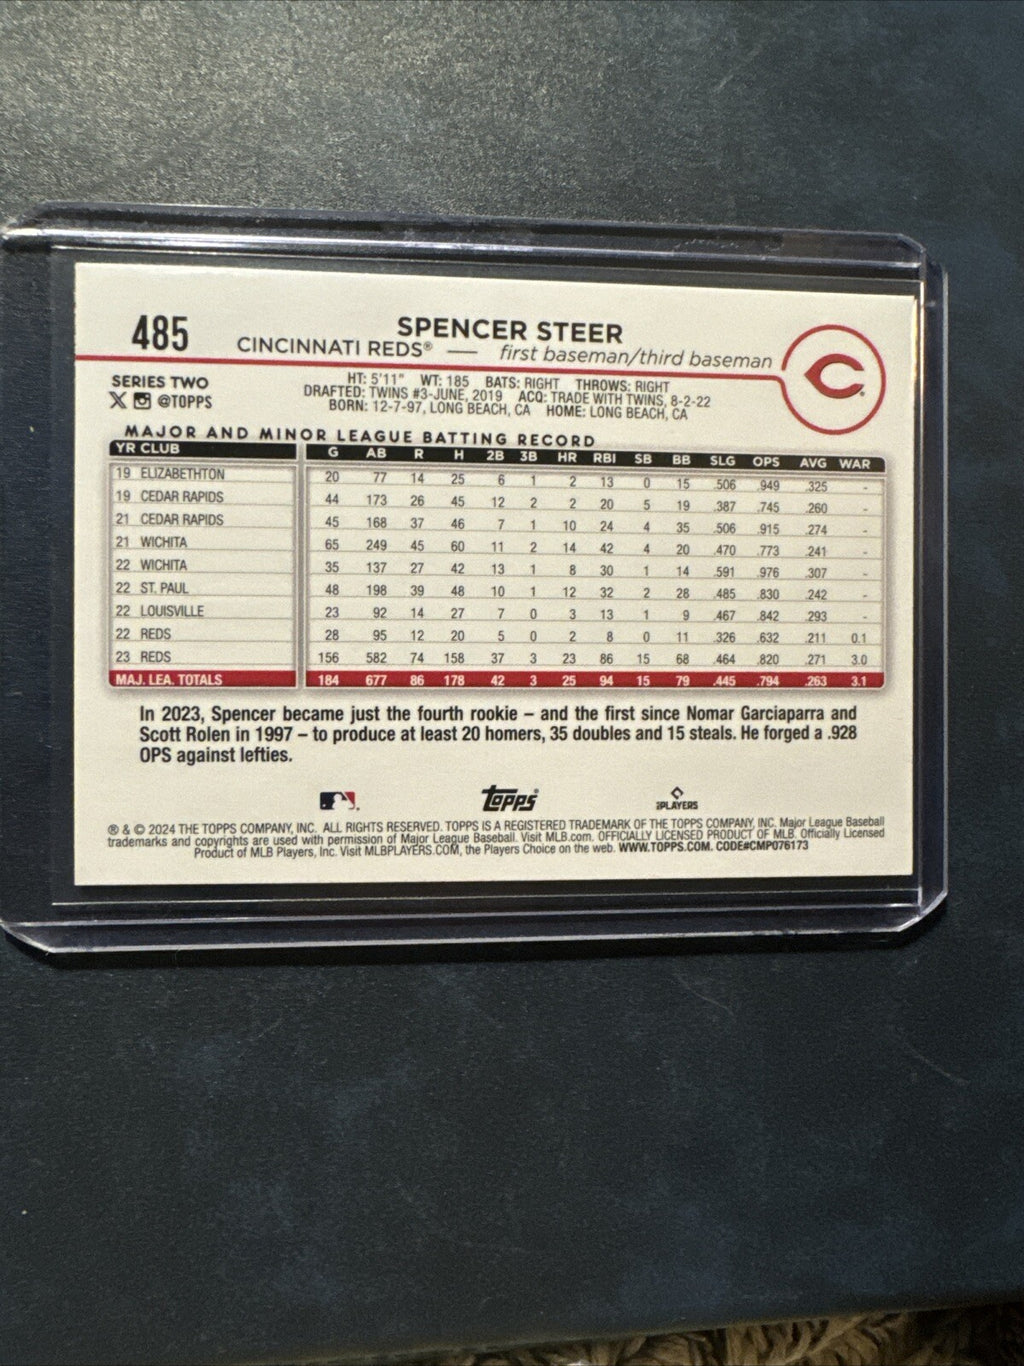 485
SPENCER STEER
CINCINNATI REDS® — first baseman/third baseman
C
SERIES TWO
X @TOPPS
HT: 5'11" WT: 185 BATS: RIGHT THROWS: RIGHT
DRAFTED: TWINS #3-JUNE, 2019 ACQ: TRADE WITH TWINS, 8-2-22
BORN: 12-7-97, LONG BEACH, CA HOME: LONG BEACH, CA
MAJOR AND MINOR LEAGUE BATTING RECORD
YR CLUB G AB R H 2B 3B HR RBI SB BB SLG OPS AVG WAR
19 ELIZABETHTON 20 77 14 25 6 1 2 13 0 15 .506 .949 .325 -
19 CEDAR RAPIDS 44 173 26 45 12 2 2 20 5 19 .387 .745 .260 -
21 CEDAR RAPIDS 45 168 37 46 7 1 10 24 4 35 .506 .915 .274 -
21 WICHITA 65 249 45 60 11 2 14 42 4 20 .470 .773 .241 -
22 WICHITA 35 137 27 42 13 1 8 30 1 14 .591 .976 .307 -
22 ST. PAUL 48 198 39 48 10 1 12 32 2 28 .485 .830 .242 -
22 LOUISVILLE 23 92 14 27 7 0 3 13 1 9 .467 .842 .293 -
22 REDS 28 95 12 20 5 0 2 8 0 11 .326 .632 .211 0.1
23 REDS 156 582 74 158 37 3 23 86 15 68 .464 .820 .271 3.0
MAJ. LEA. TOTALS 184 677 86 178 42 3 25 94 15 79 .445 .794 .263 3.1
In 2023, Spencer became just the fourth rookie – and the first since Nomar Garciaparra and
Scott Rolen in 1997 – to produce at least 20 homers, 35 doubles and 15 steals. He forged a .928
OPS against lefties.
Topps
PLAYERS
® & © 2024 THE TOPPS COMPANY, INC. ALL RIGHTS RESERVED. TOPPS IS A REGISTERED TRADEMARK OF THE TOPPS COMPANY, INC. Major League Baseball
trademarks and copyrights are used with permission of Major League Baseball. Visit MLB.com. OFFICIALLY LICENSED PRODUCT OF MLB. Officially Licensed
Product of MLB Players, Inc. Visit MLBPLAYERS.COM, the Players Choice on the web. WWW.TOPPS.COM. CODE#CMP076173